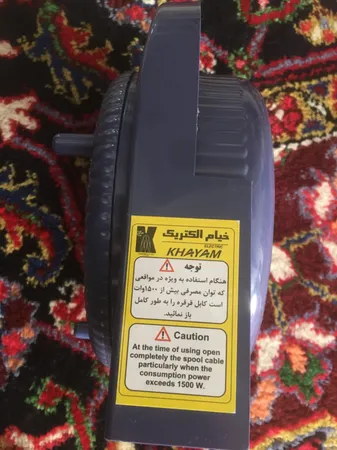 خیام الکتریک
ELECTRIC
KHAYAM
توجه
هنگام استفاده به ویژه در مواقعی
که توان مصرفی بیش از ۱۵۰۰وات
است کابل قرقره را به طور کامل
باز نمائید.
Caution
At the time of using open
completely the spool cable
particularly when the
consumption power
exceeds 1500 W.